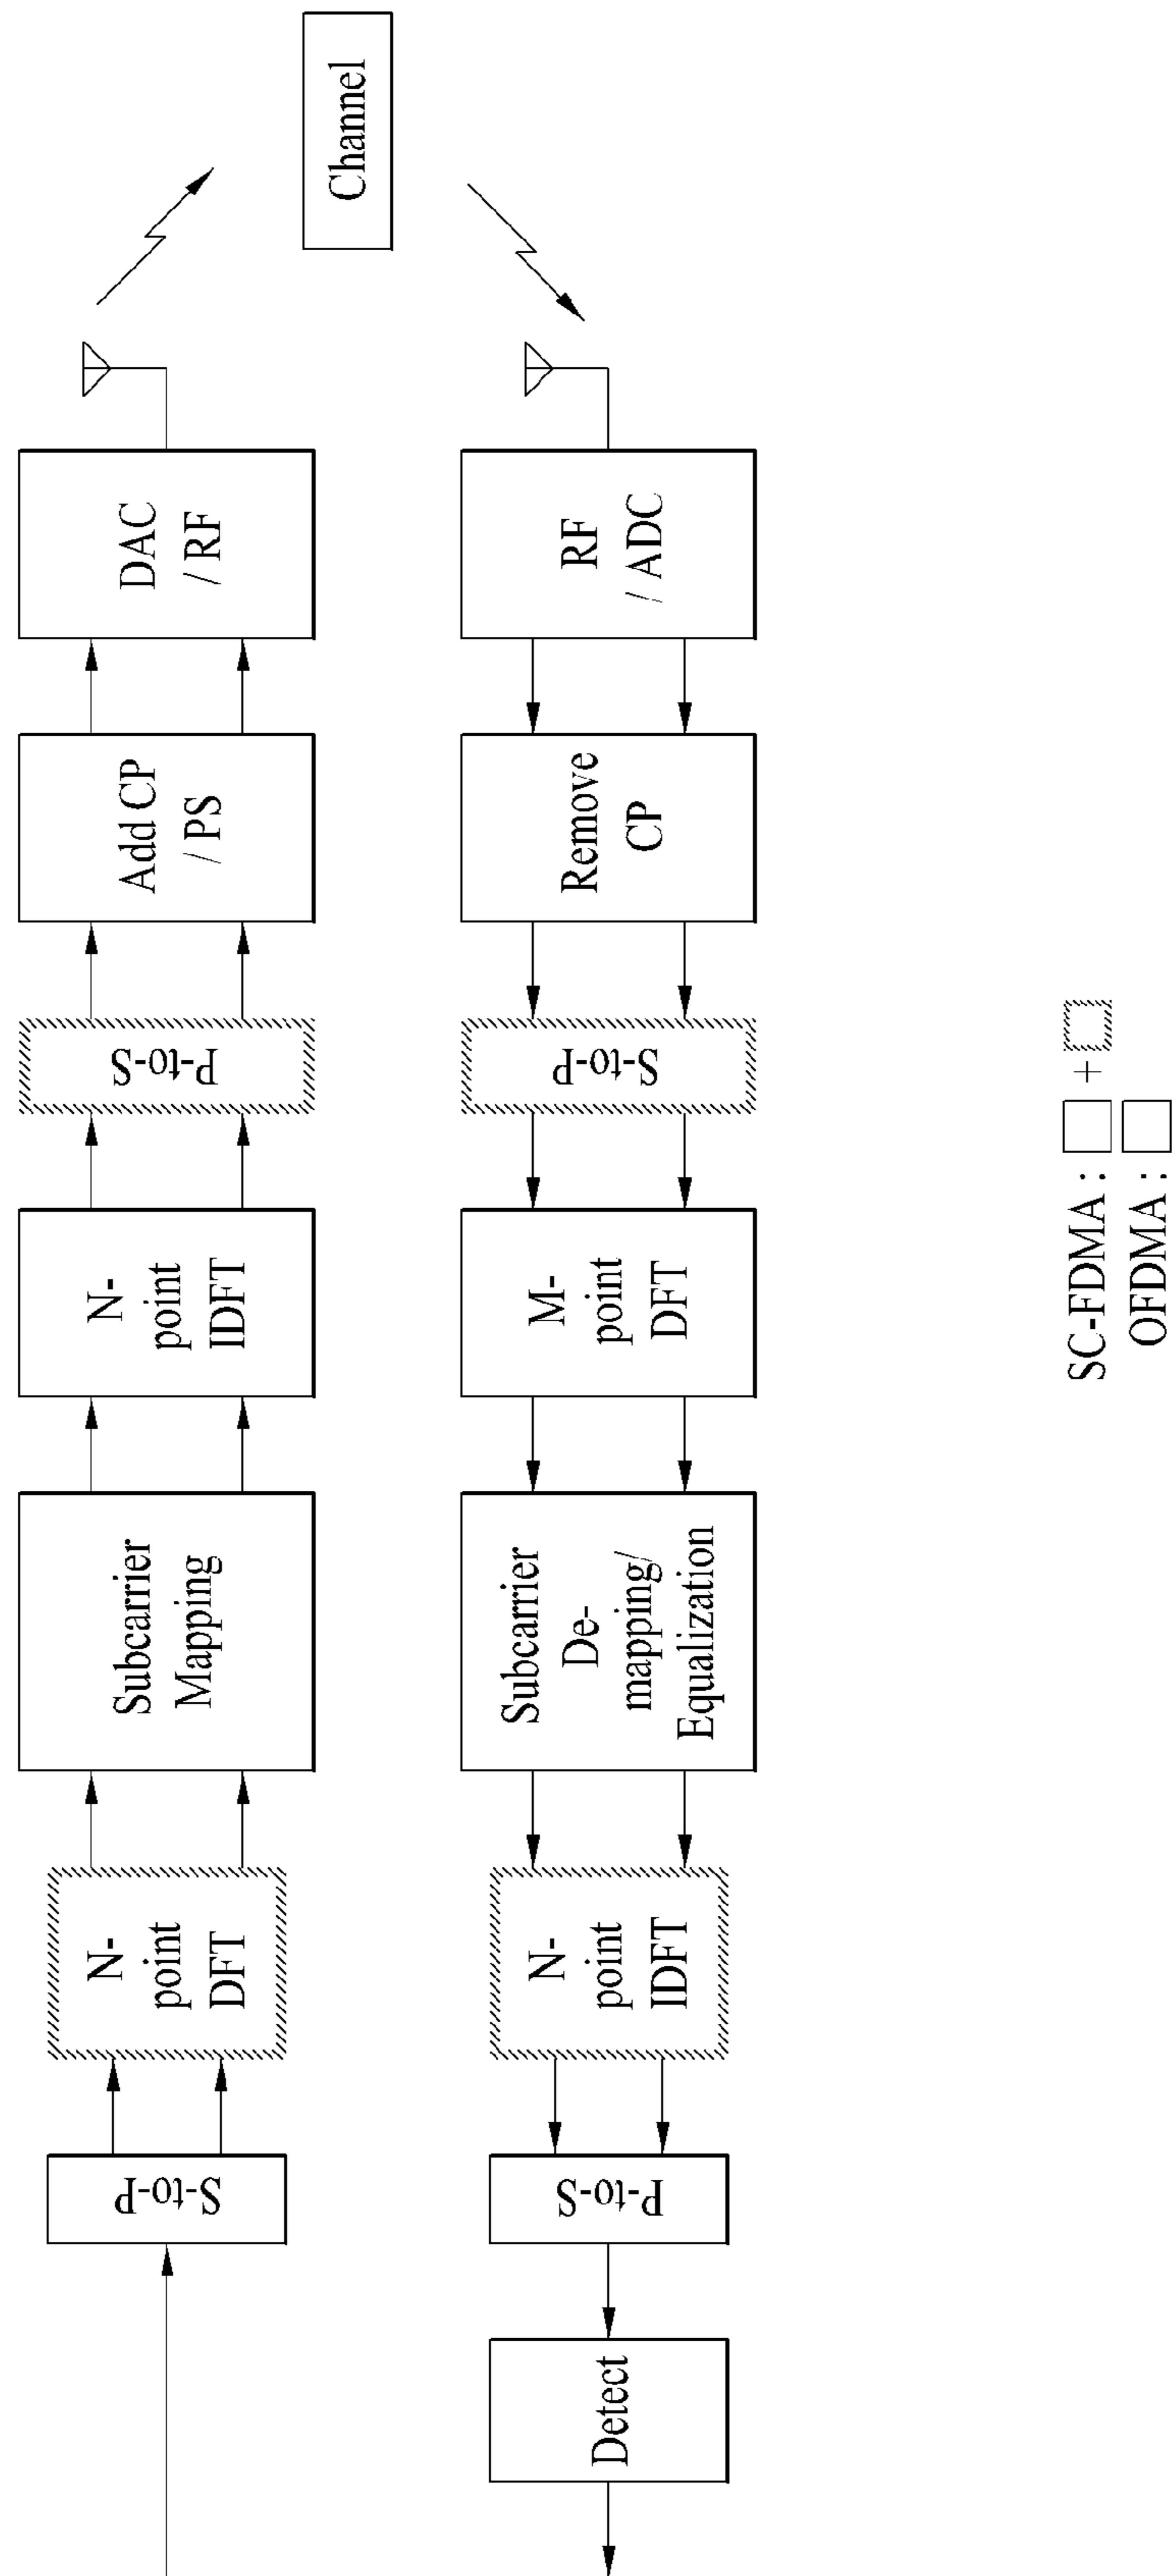 S-to-P
N-
point
DFT
Subcarrier
Mapping
N-
point
IDFT
P-to-S
Add CP
/ PS
DAC
/ RF
Channel
Detect
P-to-S
N-
point
IDFT
Subcarrier
De-
mapping/
Equalization
M-
point
DFT
S-to-P
Remove
CP
RF
/ ADC
SC-FDMA : +
OFDMA :